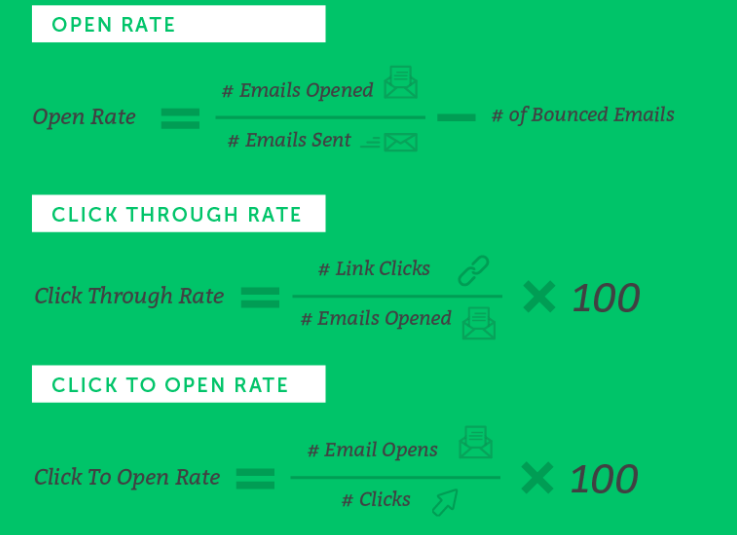 OPEN RATE
# Emails Opened
Open Rate = — # of Bounced Emails
# Emails Sent
CLICK THROUGH RATE
# Link Clicks
Click Through Rate = × 100
# Emails Opened
CLICK TO OPEN RATE
# Email Opens
Click To Open Rate = × 100
# Clicks